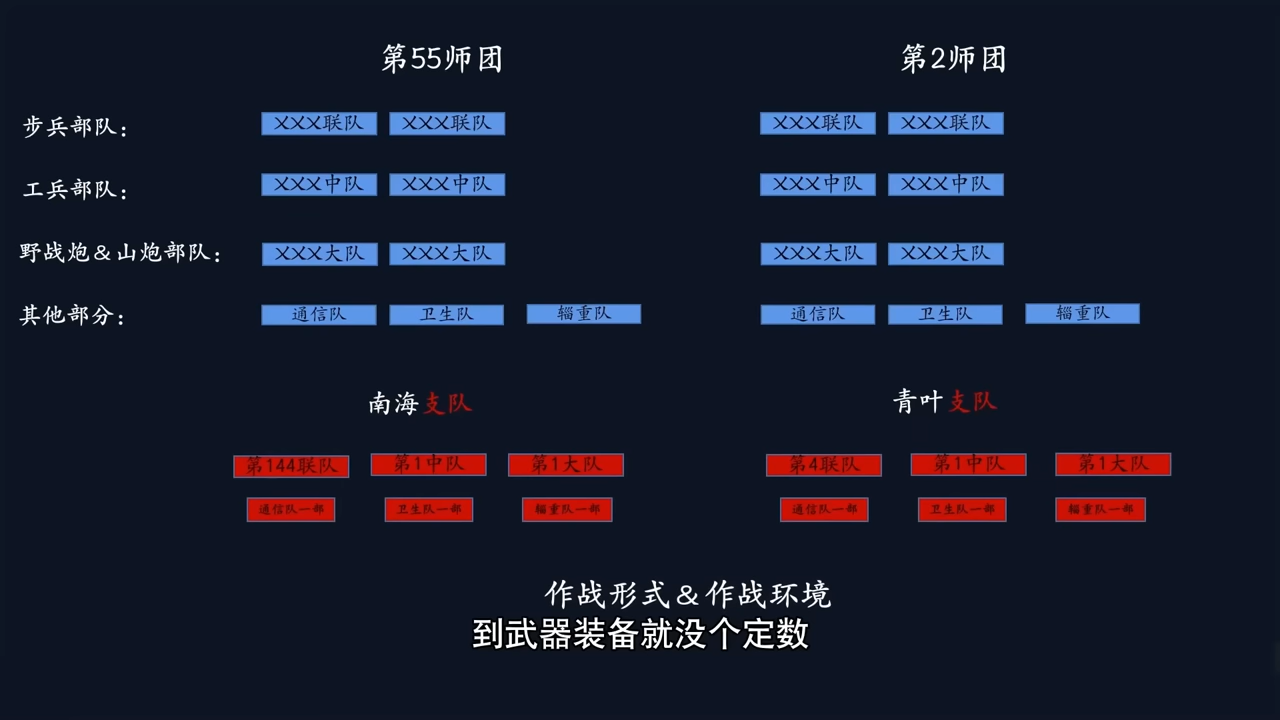 第55师团 第2师团
步兵部队： XXX联队 XXX联队 XXX联队 XXX联队
工兵部队： XXX中队 XXX中队 XXX中队 XXX中队
野战炮＆山炮部队： XXX大队 XXX大队 XXX大队 XXX大队
其他部分： 通信队 卫生队 辎重队 通信队 卫生队 辎重队
南海支队 青叶支队
第144联队 第1中队 第1大队 第4联队 第1中队 第1大队
通信队一部 卫生队一部 辎重队一部 通信队一部 卫生队一部 辎重队一部
作战形式＆作战环境
到武器装备就没个定数